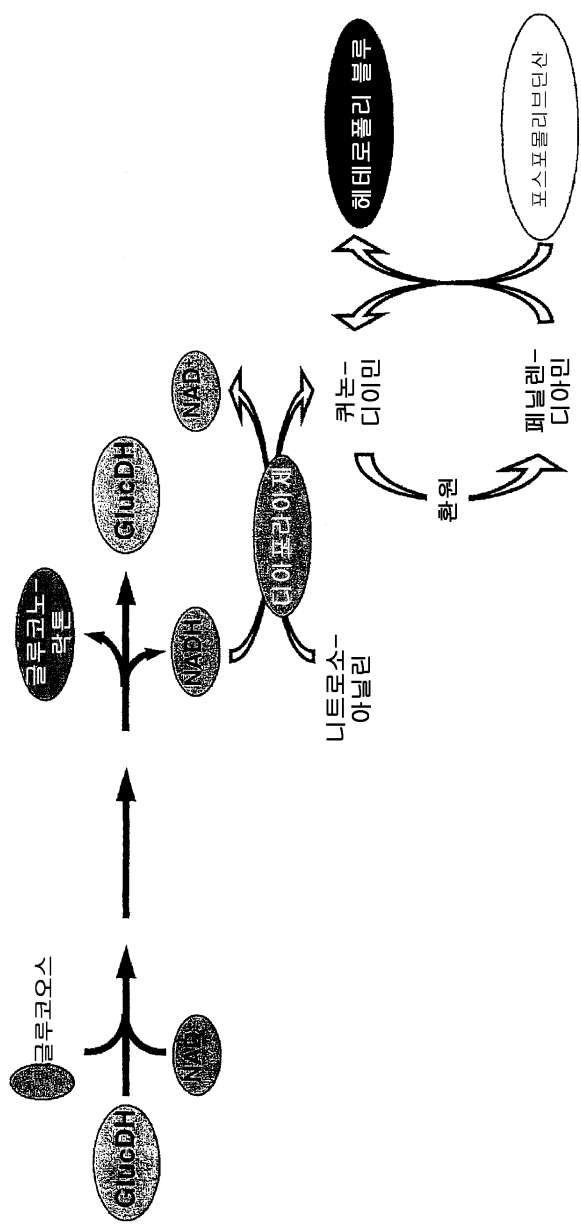 글루코오스
글루코노-
락톤
GlucDH
GlucDH
NAD+
NADH
NAD+
디아포라이제
니트로소-
아닐린
퀴논-
디이민
헤테로폴리 블루
환원
페닐렌-
디아민
포스포몰리브딘산